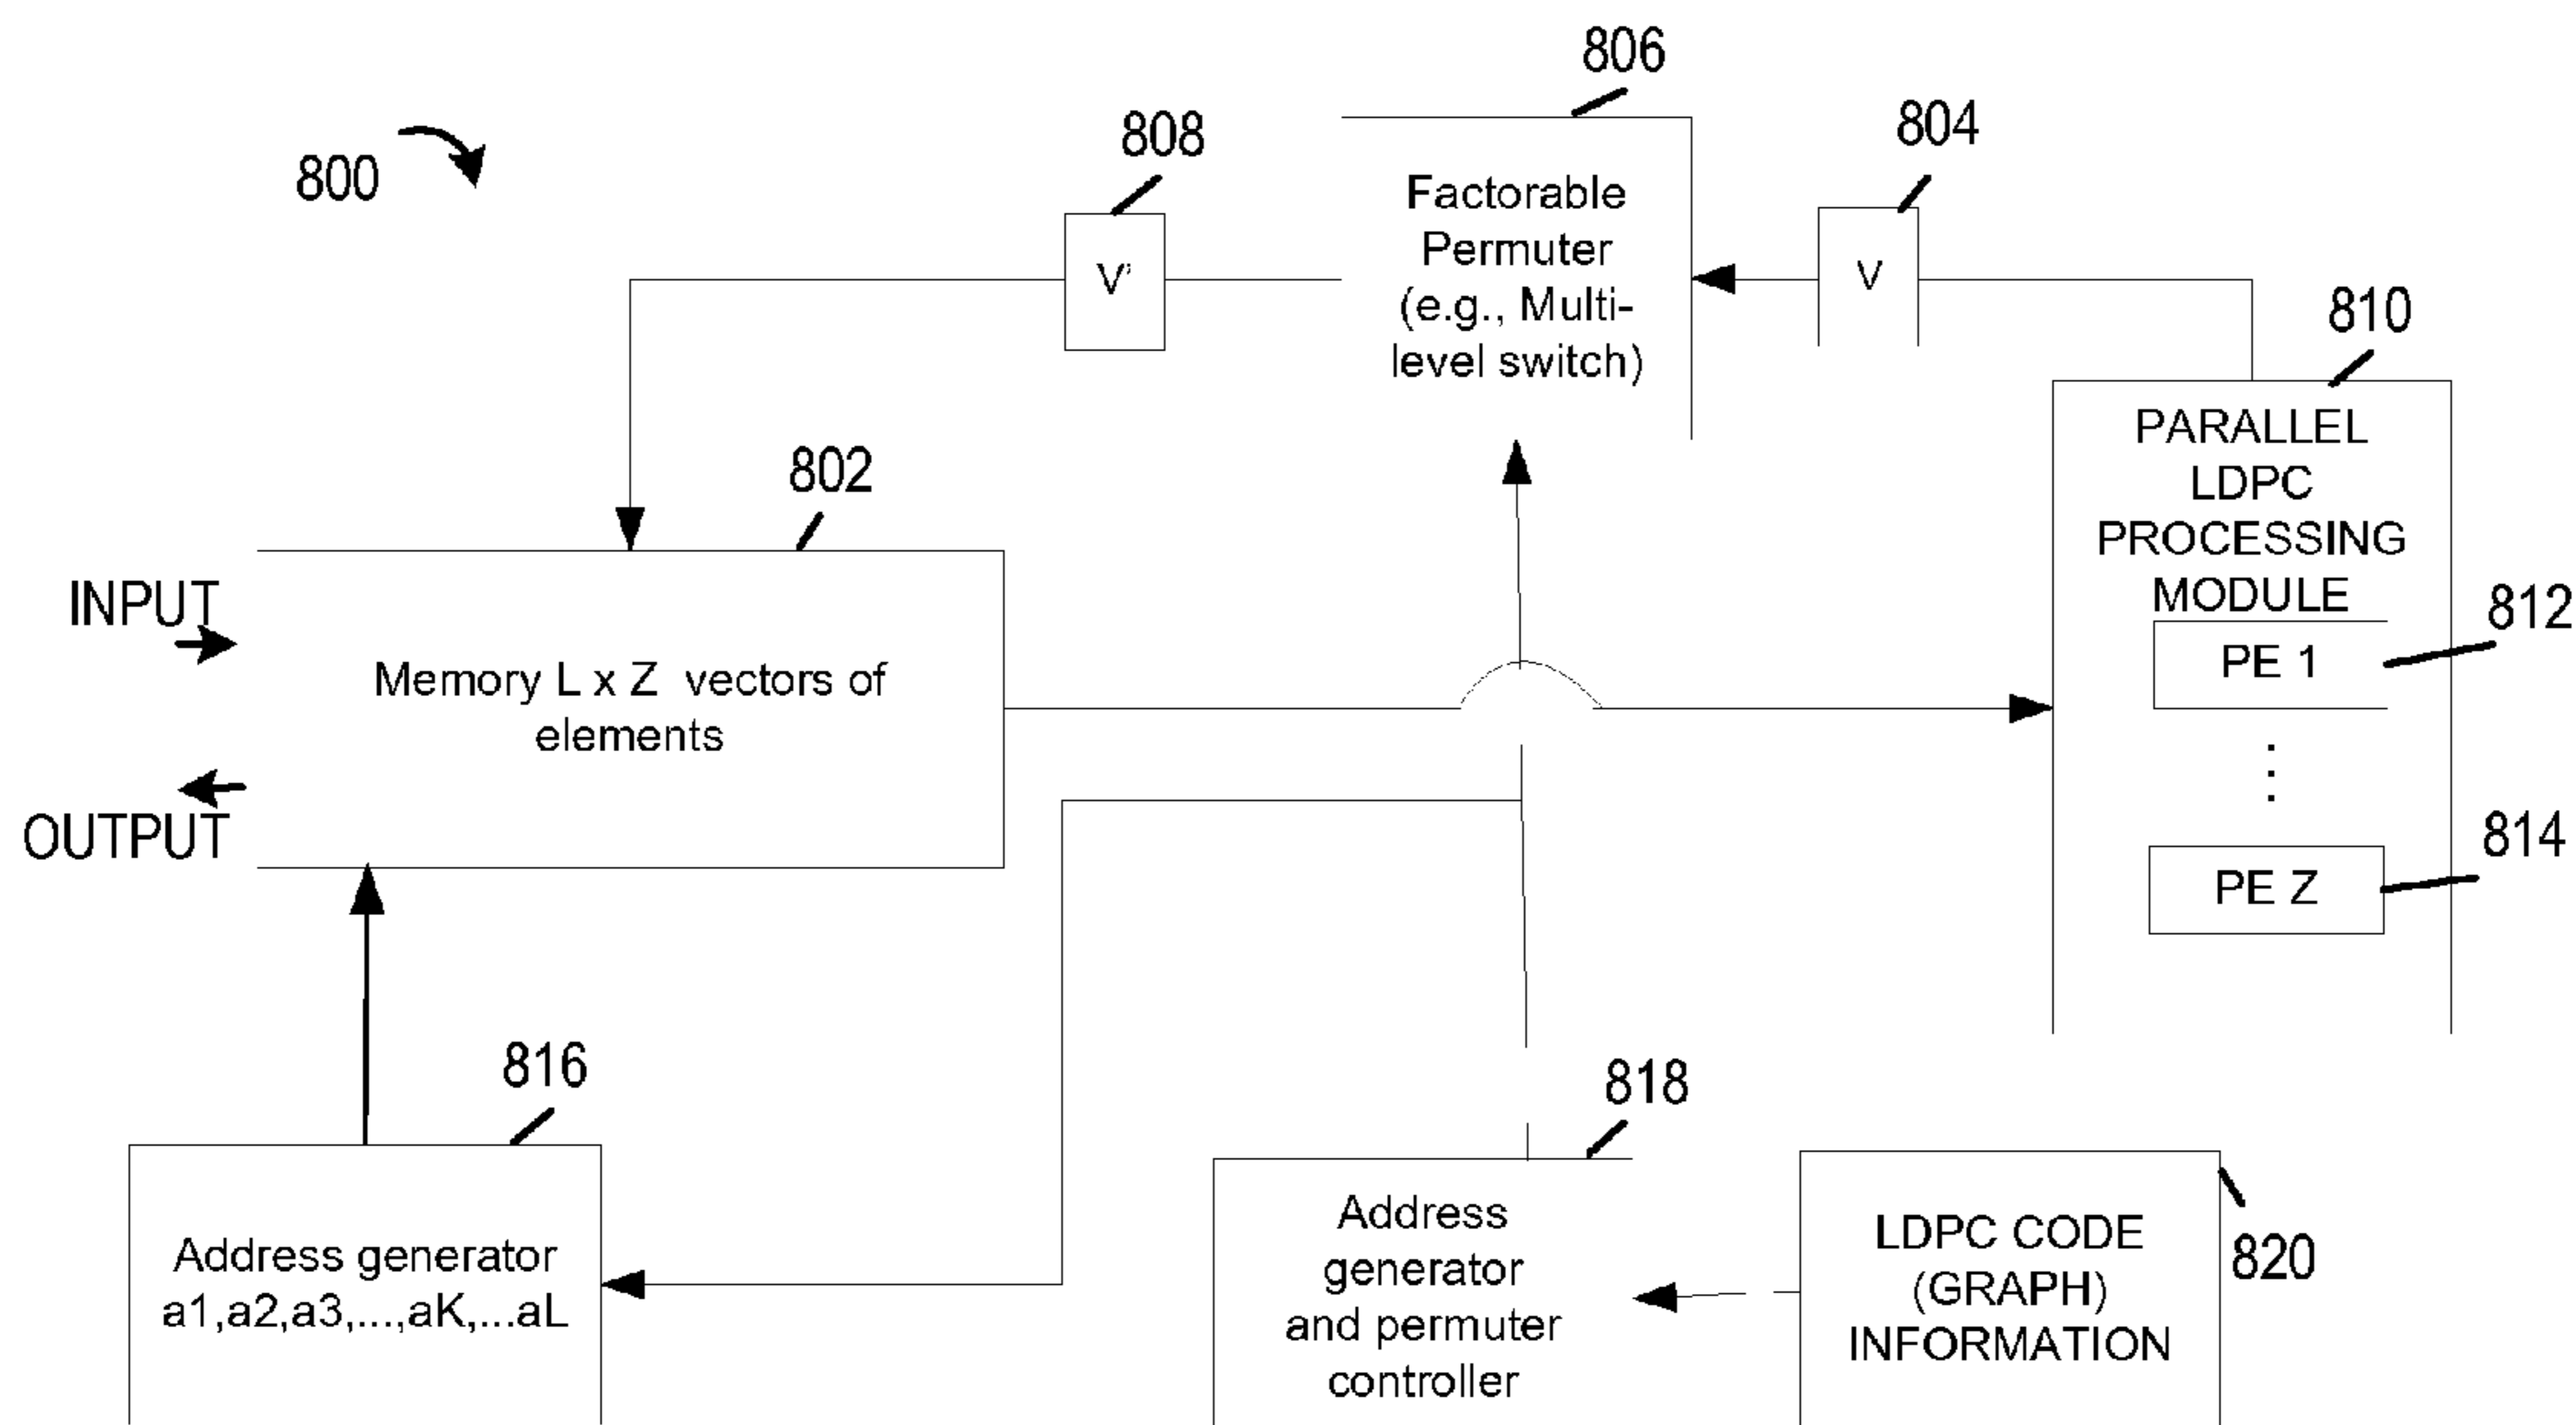 806
808
804
800
Factorable
Permuter
(e.g., Multi-
level switch)
V'
V
810
PARALLEL
LDPC
PROCESSING
MODULE
802
INPUT
812
PE 1
Memory L x Z vectors of
elements
OUTPUT
814
PE Z
816
818
Address generator
a1,a2,a3,...,aK,...aL
Address
generator
and permuter
controller
LDPC CODE
(GRAPH)
INFORMATION
820